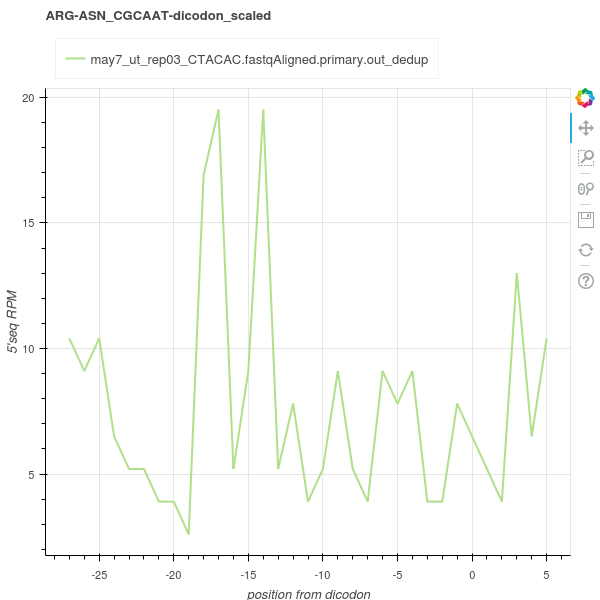 ARG-ASN_CGCAAT-dicodon_scaled
may7_ut_rep03_CTACAC.fastqAligned.primary.out_dedup
20
15
10
5
5'seq RPM
-25 -20 -15 -10 -5 0 5
position from dicodon
?